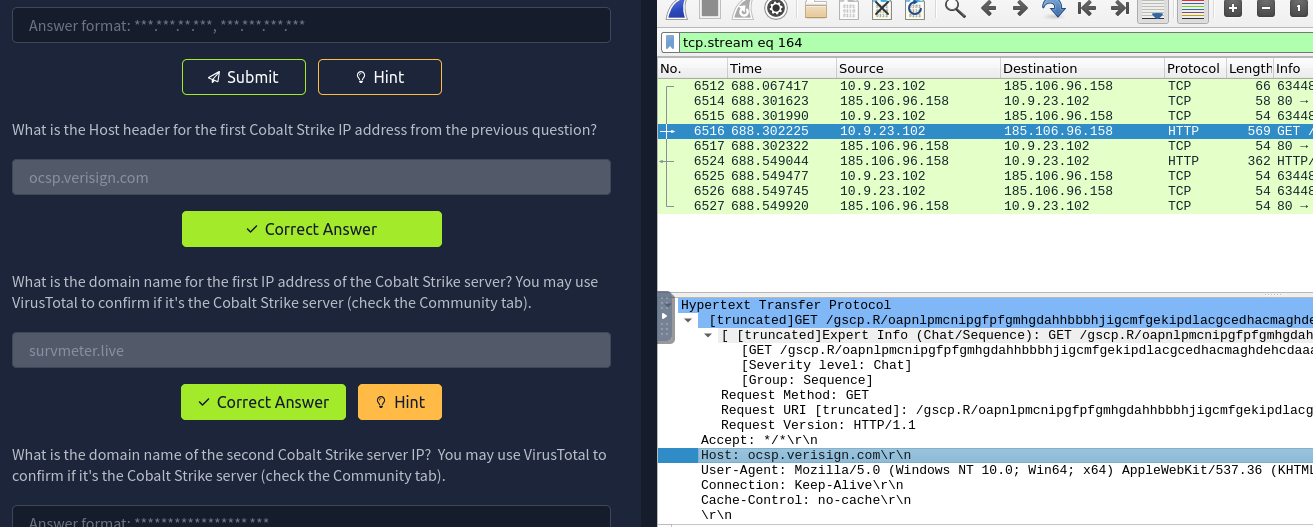 Answer format: ***.***.**.***, ***.***.***.***
Submit
Hint
What is the Host header for the first Cobalt Strike IP address from the previous question?
ocsp.verisign.com
Correct Answer
What is the domain name for the first IP address of the Cobalt Strike server? You may use
VirusTotal to confirm if it's the Cobalt Strike server (check the Community tab).
survmeter.live
Correct Answer
Hint
What is the domain name of the second Cobalt Strike server IP?  You may use VirusTotal to
confirm if it's the Cobalt Strike server (check the Community tab).
Answer format: ********************
tcp.stream eq 164
No. Time Source Destination Protocol Length Info
6512 688.067417 10.9.23.102 185.106.96.158 TCP 66 63448
6514 688.301623 185.106.96.158 10.9.23.102 TCP 58 80 →
6515 688.301990 10.9.23.102 185.106.96.158 TCP 54 63448
6516 688.302225 10.9.23.102 185.106.96.158 HTTP 569 GET /
6517 688.302322 185.106.96.158 10.9.23.102 TCP 54 80 →
6524 688.549044 185.106.96.158 10.9.23.102 HTTP 362 HTTP/
6525 688.549477 10.9.23.102 185.106.96.158 TCP 54 63448
6526 688.549745 10.9.23.102 185.106.96.158 TCP 54 63448
6527 688.549920 185.106.96.158 10.9.23.102 TCP 54 80 →
Hypertext Transfer Protocol
[truncated]GET /gscp.R/oapnlpmcnipgfpfgmhgdahhbbbbhjigcmfgekipdlacgcedhacmaghde
[ [truncated]Expert Info (Chat/Sequence): GET /gscp.R/oapnlpmcnipgfpfgmhgdah
[GET /gscp.R/oapnlpmcnipgfpfgmhgdahhbbbbhjigcmfgekipdlacgcedhacmaghdehcdaaa
[Severity level: Chat]
[Group: Sequence]
Request Method: GET
Request URI [truncated]: /gscp.R/oapnlpmcnipgfpfgmhgdahhbbbbhjigcmfgekipdlacg
Request Version: HTTP/1.1
Accept: */*\r\n
Host: ocsp.verisign.com\r\n
User-Agent: Mozilla/5.0 (Windows NT 10.0; Win64; x64) AppleWebKit/537.36 (KHTML
Connection: Keep-Alive\r\n
Cache-Control: no-cache\r\n
\r\n